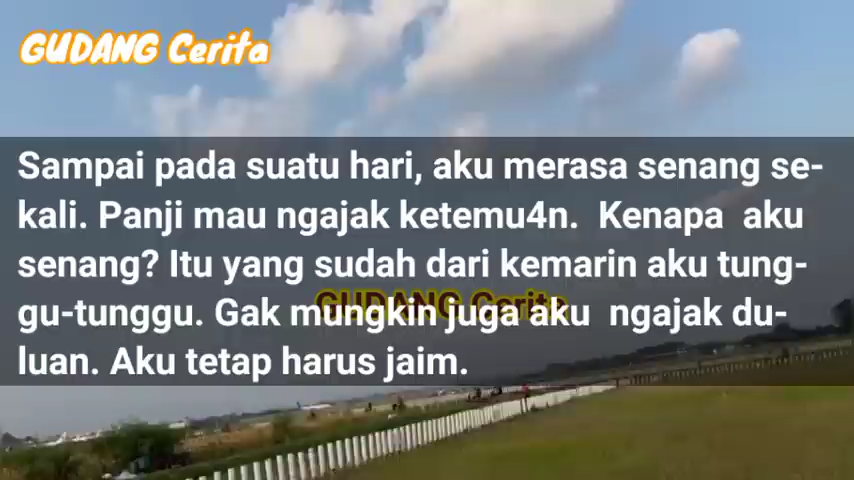 GUDANG Cerita
Sampai pada suatu hari, aku merasa senang se-
kali. Panji mau ngajak ketemu4n.  Kenapa  aku
senang? Itu yang sudah dari kemarin aku tung-
GUDANG Cerita
gu-tunggu. Gak mungkin juga aku  ngajak du-
luan. Aku tetap harus jaim.